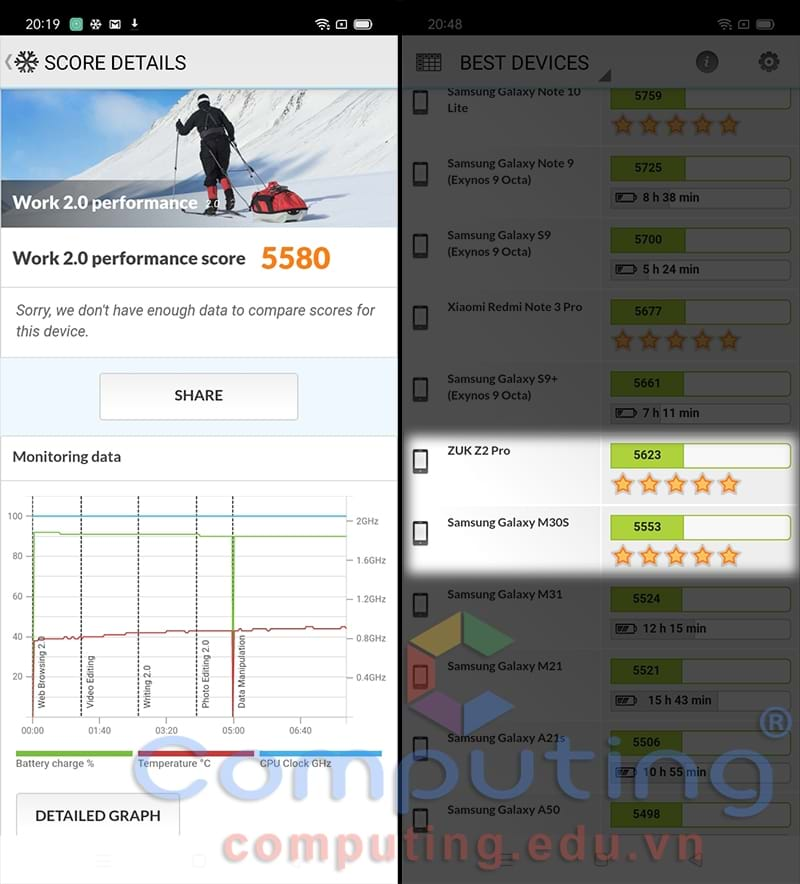 20:19
SCORE DETAILS
Work 2.0 performance 2.0
Work 2.0 performance score 5580
Sorry, we don't have enough data to compare scores for
this device.
SHARE
Monitoring data
100
80
60
40
20
2GHz
1.6GHz
1.2GHz
0.8GHz
0.4GHz
Web Browsing 2.
Video Editing
Writing 2.0
Photo Editing 2.0
Data Manipulation
00:00 01:40 03:20 05:00 06:40
Battery charge % Temperature °C CPU Clock GHz
DETAILED GRAPH
20:48
BEST DEVICES
Samsung Galaxy Note 10
Lite
5759
Samsung Galaxy Note 9
(Exynos 9 Octa)
5725
8 h 38 min
Samsung Galaxy S9
(Exynos 9 Octa)
5700
5 h 24 min
Xiaomi Redmi Note 3 Pro
5677
Samsung Galaxy S9+
(Exynos 9 Octa)
5661
7 h 11 min
ZUK Z2 Pro
5623
Samsung Galaxy M30S
5553
Samsung Galaxy M31
5524
12 h 15 min
Samsung Galaxy M21
5521
15 h 43 min
Samsung Galaxy A21s
5506
10 h 55 min
Samsung Galaxy A50
5498
Computing®
computing.edu.vn